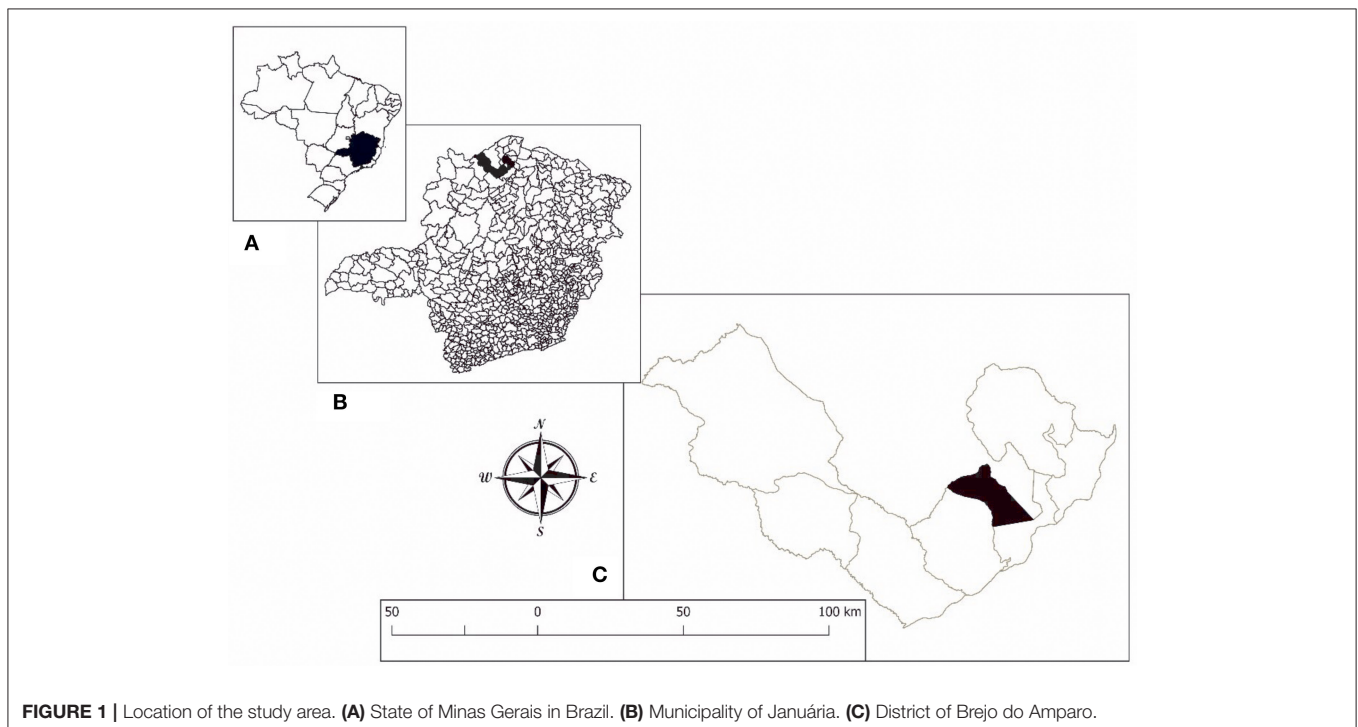 A
B
N
W E
S
C
50 0 50 100 km
FIGURE 1 | Location of the study area. (A) State of Minas Gerais in Brazil. (B) Municipality of Januária. (C) District of Brejo do Amparo.